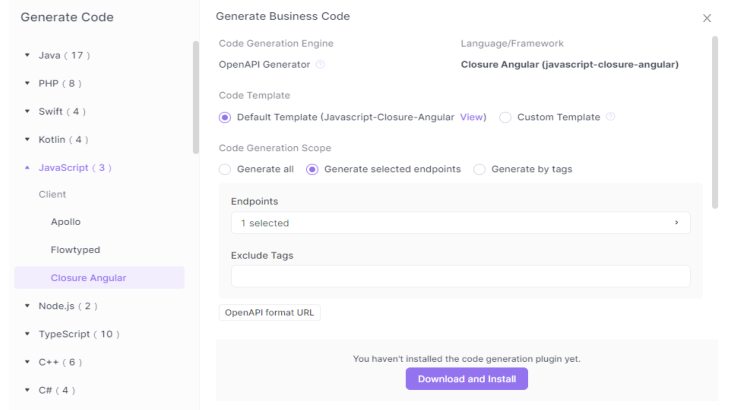 Generate Code
Java ( 17 )
PHP ( 8 )
Swift ( 4 )
Kotlin ( 4 )
JavaScript ( 3 )
Client
Apollo
Flowtyped
Closure Angular
Node.js ( 2 )
TypeScript ( 10 )
C++ ( 6 )
C# ( 4 )
Generate Business Code
Code Generation Engine
Language/Framework
OpenAPI Generator ?
Closure Angular (javascript-closure-angular)
Code Template
Default Template (Javascript-Closure-Angular View) Custom Template ?
Code Generation Scope
Generate all Generate selected endpoints Generate by tags
Endpoints
1 selected
Exclude Tags
OpenAPI format URL
You haven't installed the code generation plugin yet.
Download and Install